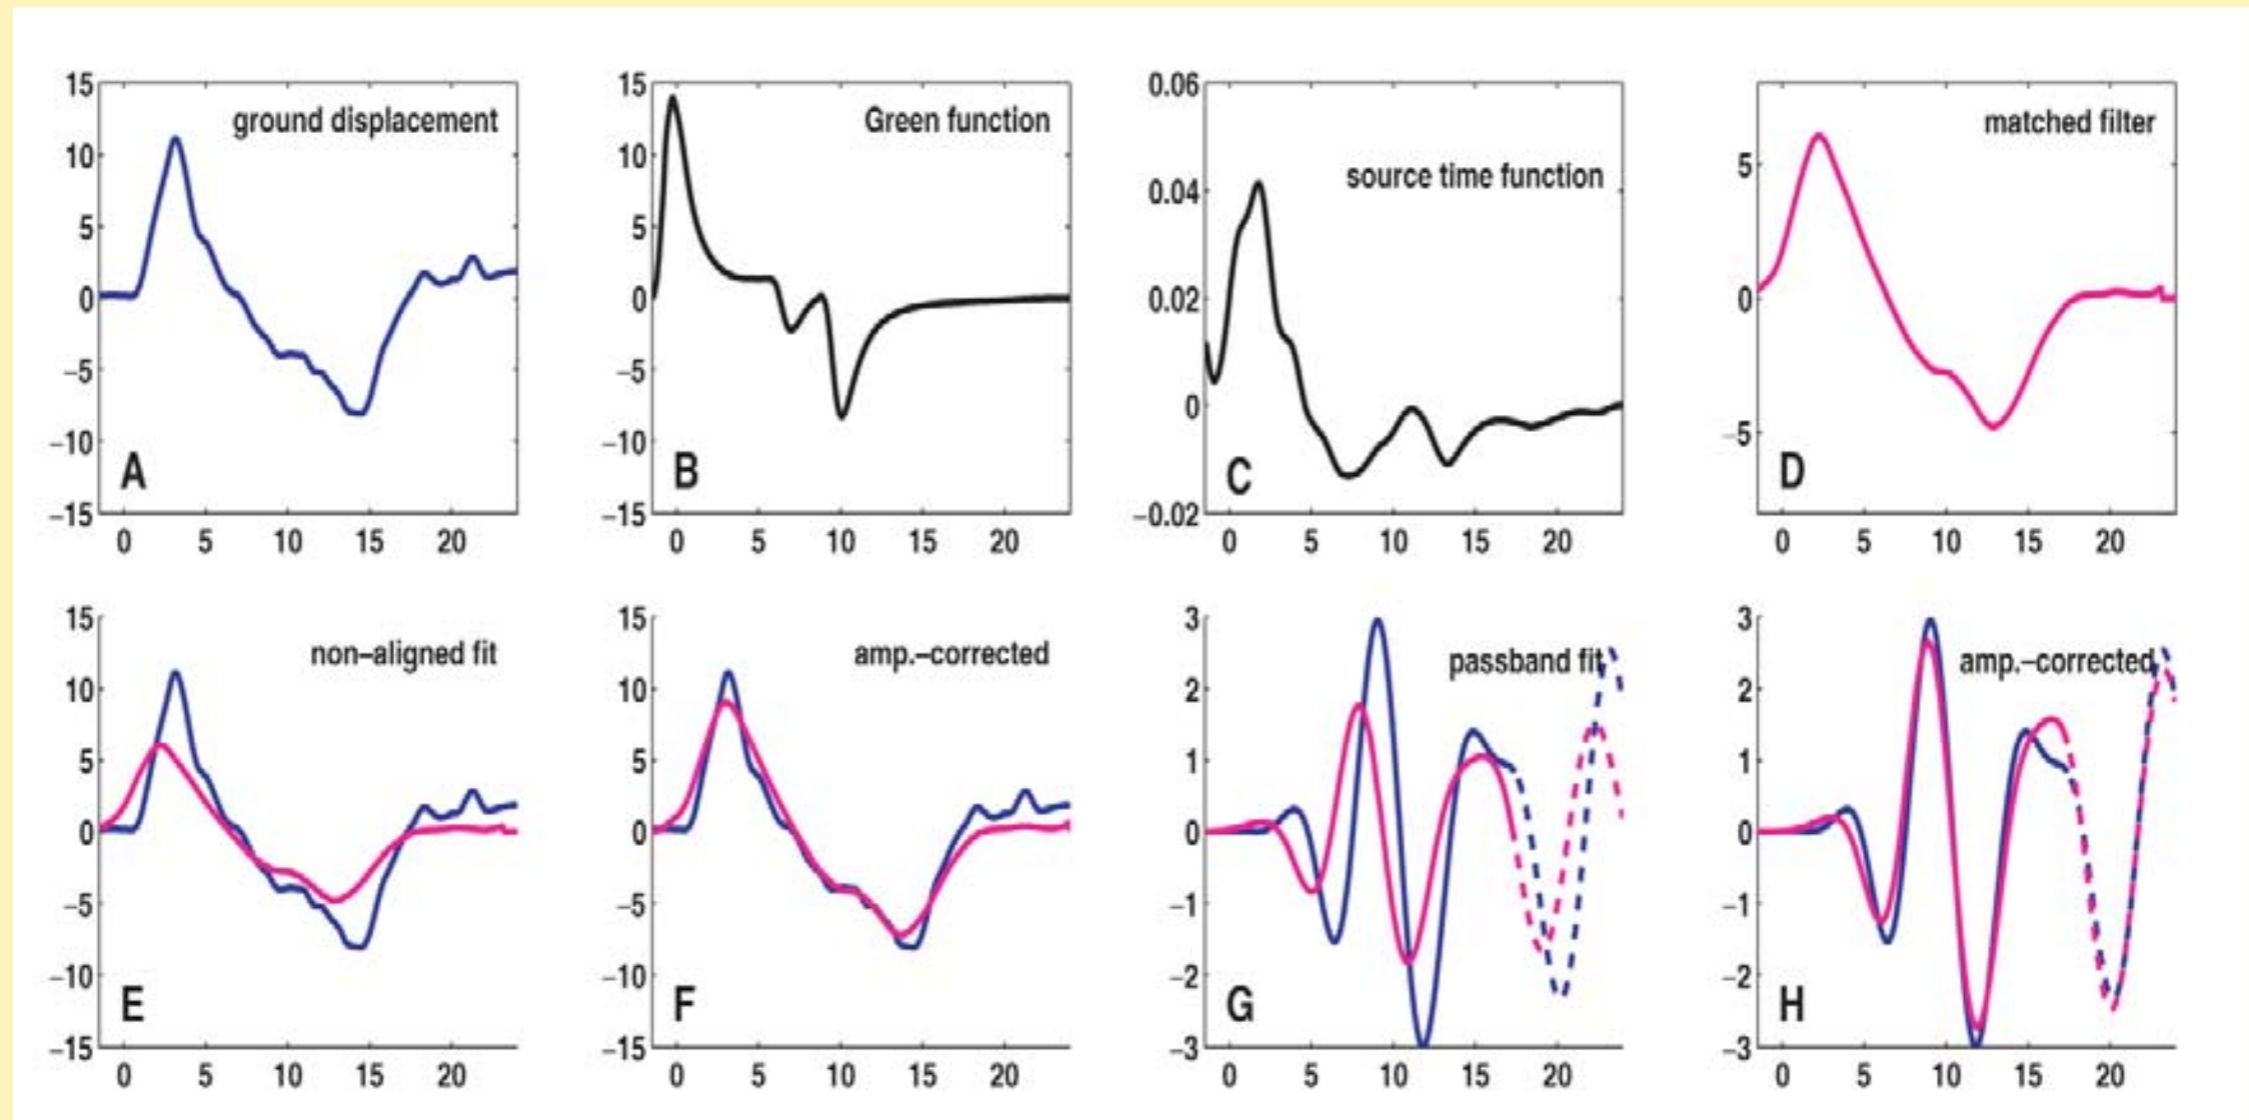 15
10
5
0
−5
−10
−15
ground displacement
A
0 5 10 15 20
15
10
5
0
−5
−10
−15
Green function
B
0 5 10 15 20
0.06
0.04
0.02
0
−0.02
source time function
C
0 5 10 15 20
5
0
−5
matched filter
D
0 5 10 15 20
15
10
5
0
−5
−10
−15
non−aligned fit
E
0 5 10 15 20
15
10
5
0
−5
−10
−15
amp.−corrected
F
0 5 10 15 20
3
2
1
0
−1
−2
−3
passband fit
G
0 5 10 15 20
3
2
1
0
−1
−2
−3
amp.−corrected
H
0 5 10 15 20